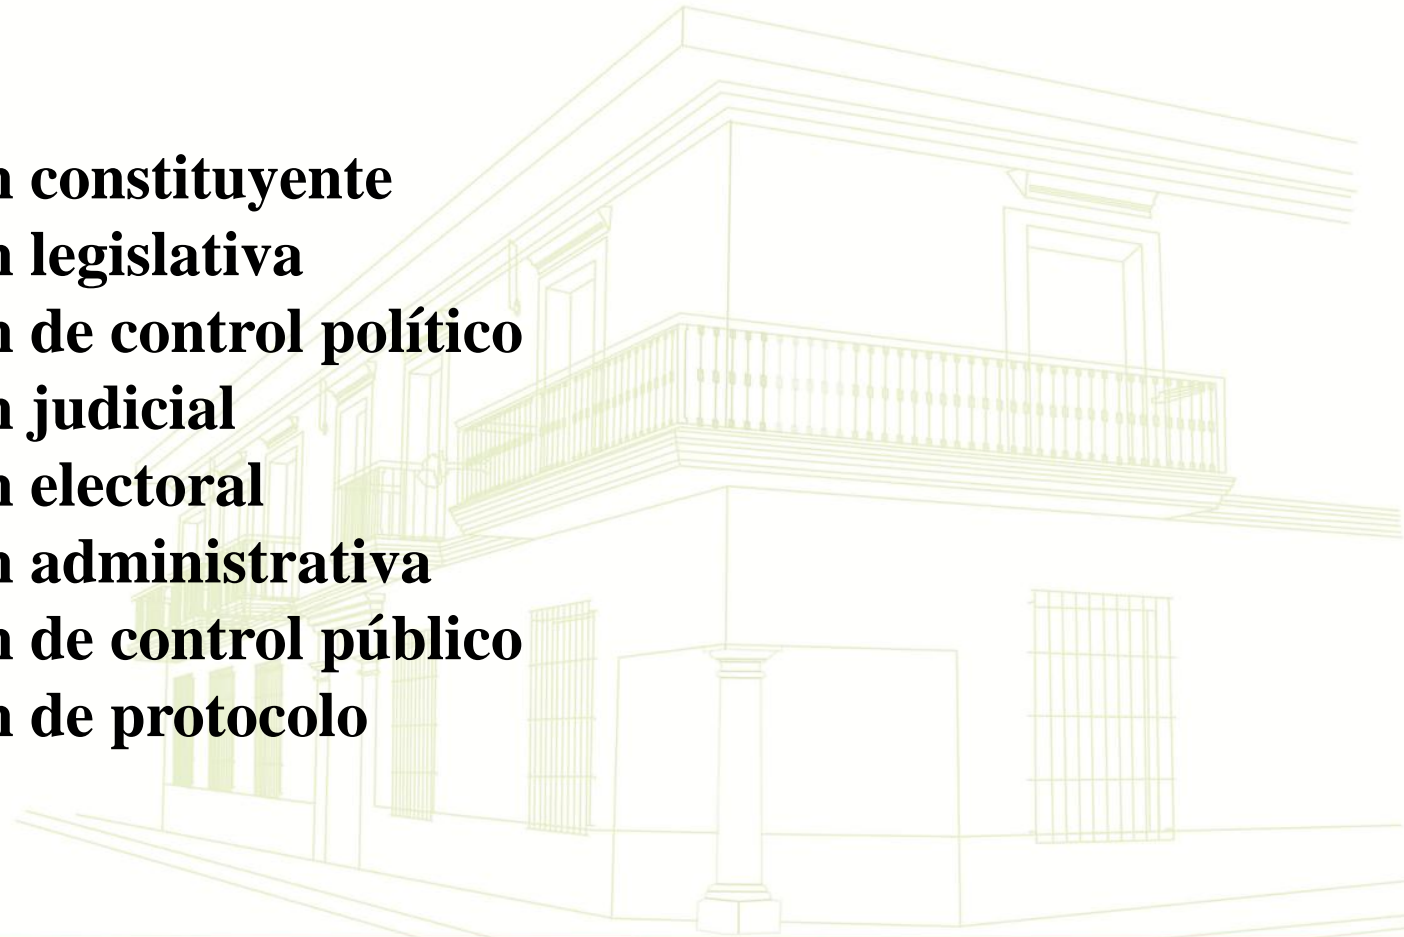 n constituyente
n legislativa
n de control político
n judicial
n electoral
n administrativa
n de control público
n de protocolo